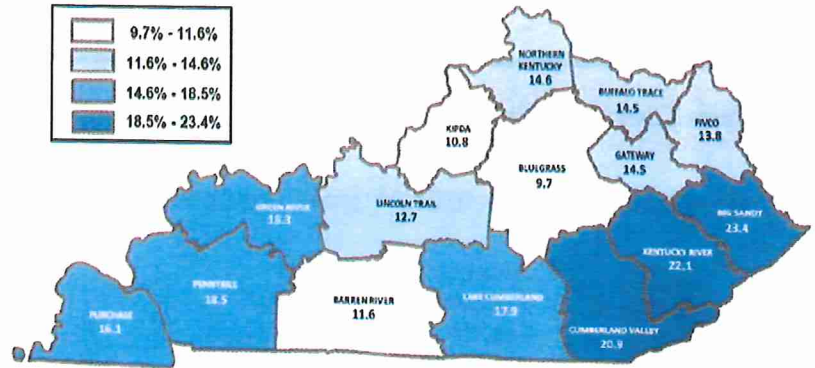 9.7% - 11.6%
11.6% - 14.6%
14.6% - 18.5%
18.5% - 23.4%
NORTHERN
KENTUCKY
14.6
BUFFALO TRACE
14.5
FIVCO
13.8
KIPDA
10.8
GATEWAY
14.5
BLUEGRASS
9.7
LINCOLN TRAIL
12.7
GREEN RIVER
18.3
BIG SANDY
23.4
KENTUCKY RIVER
22.1
PENNYRILE
18.5
BARREN RIVER
11.6
LAKE CUMBERLAND
17.9
PURCHASE
16.1
CUMBERLAND VALLEY
20.9